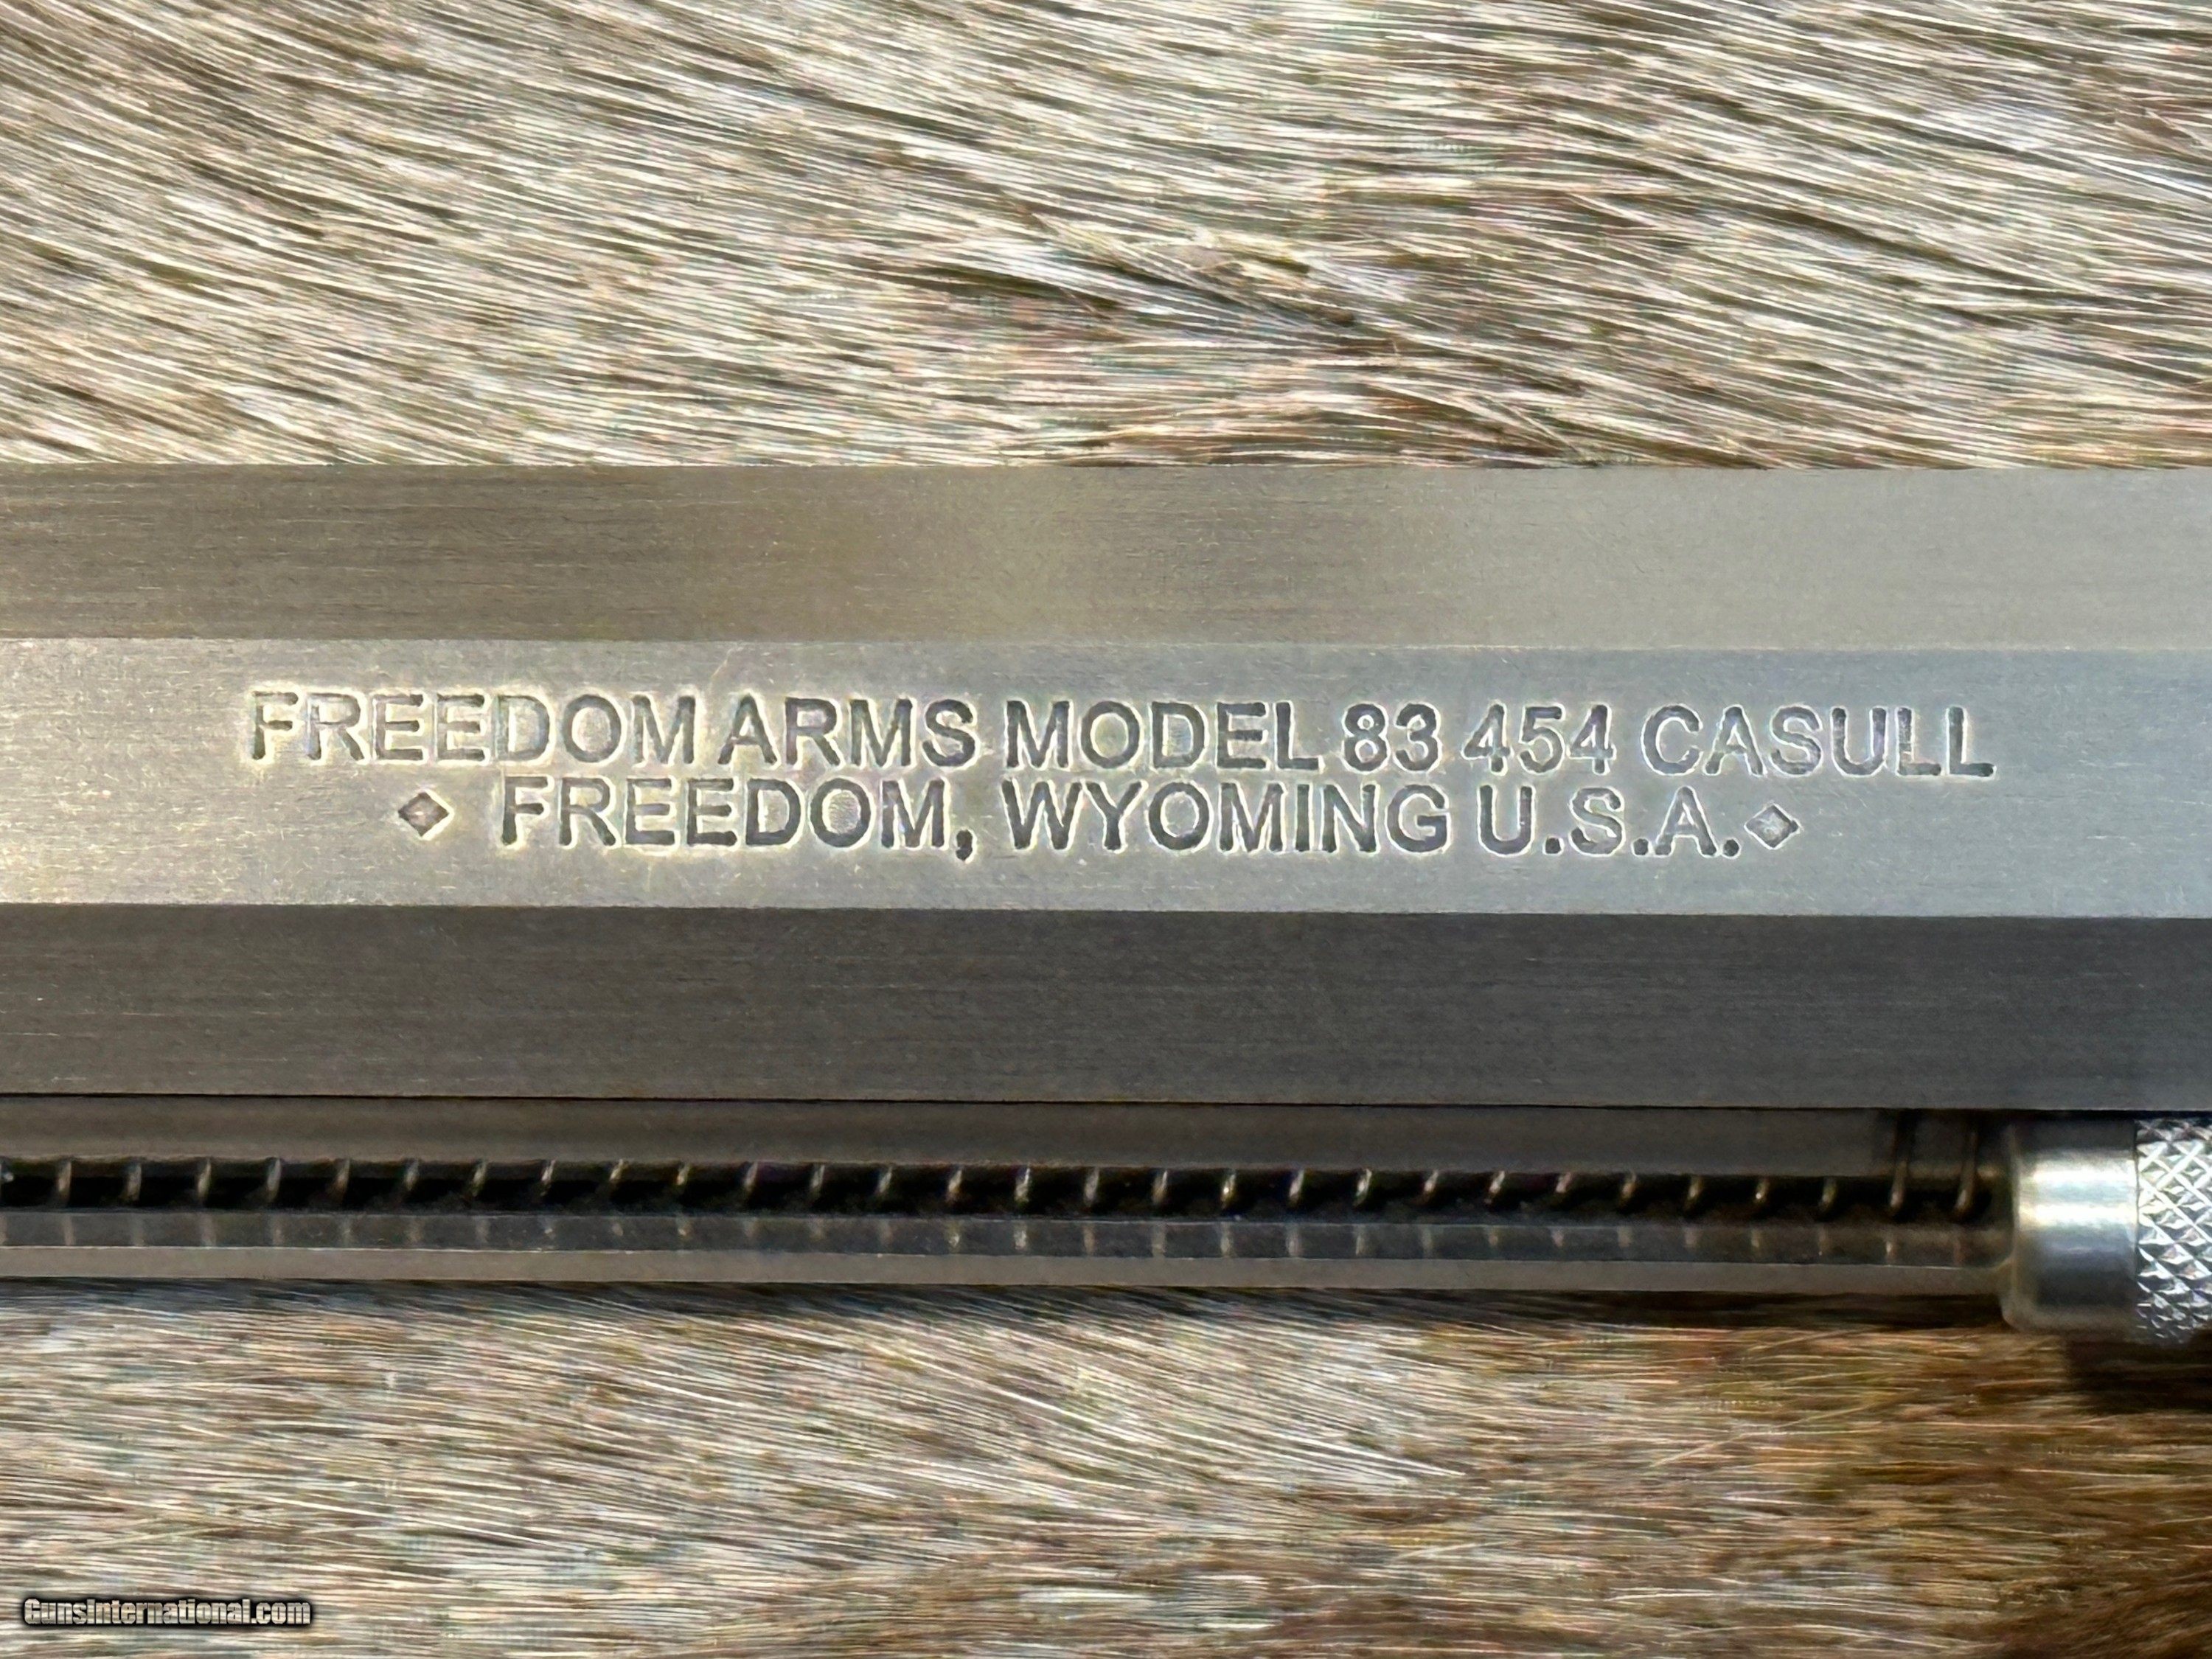 FREEDOM ARMS MODEL 83 454 CASULL
◇ FREEDOM, WYOMING U.S.A. ◇
GunsInternational.com